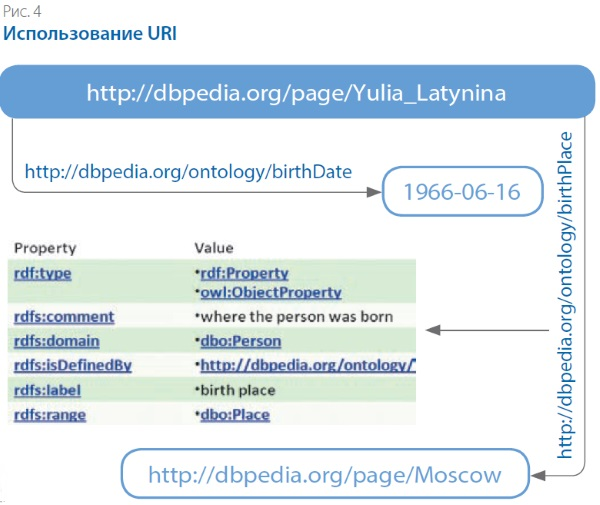 Рис. 4
Использование URI
http://dbpedia.org/page/Yulia_Latynina
http://dbpedia.org/ontology/birthDate
1966-06-16
http://dbpedia.org/ontology/birthPlace
Property Value
rdf:type •rdf:Property
•owl:ObjectProperty
rdfs:comment •where the person was born
rdfs:domain •dbo:Person
rdfs:isDefinedBy •http://dbpedia.org/ontology/
rdfs:label •birth place
rdfs:range •dbo:Place
http://dbpedia.org/page/Moscow